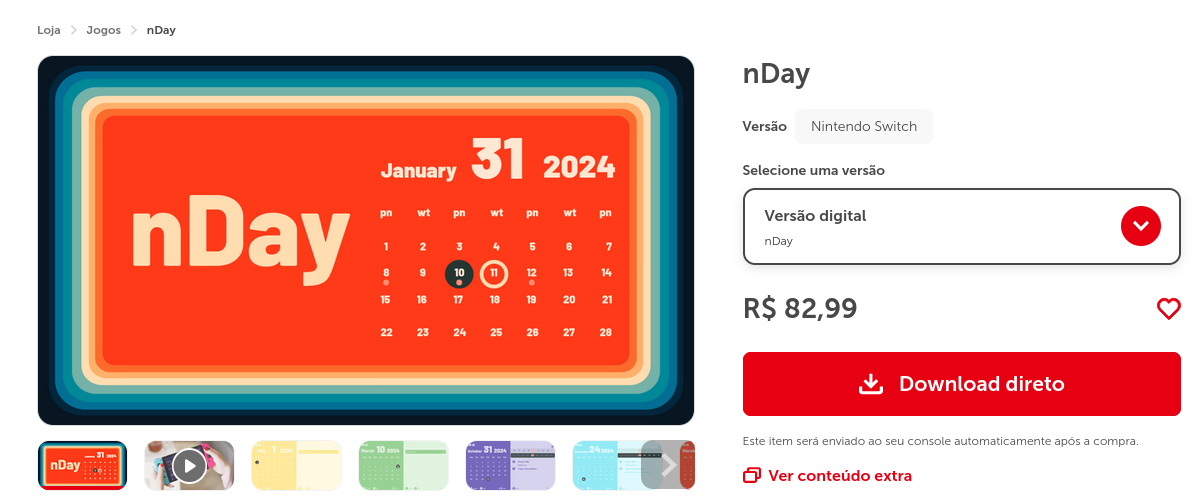 Loja > Jogos > nDay
nDay
January 31 2024
pn wt pn wt pn wt pn
1 2 3 4 5 6 7
8 9 10 11 12 13 14
15 16 17 18 19 20 21
22 23 24 25 26 27 28
nDay
Versão Nintendo Switch
Selecione uma versão
Versão digital
nDay
R$ 82,99
Download direto
Este item será enviado ao seu console automaticamente após a compra.
Ver conteúdo extra
nDay